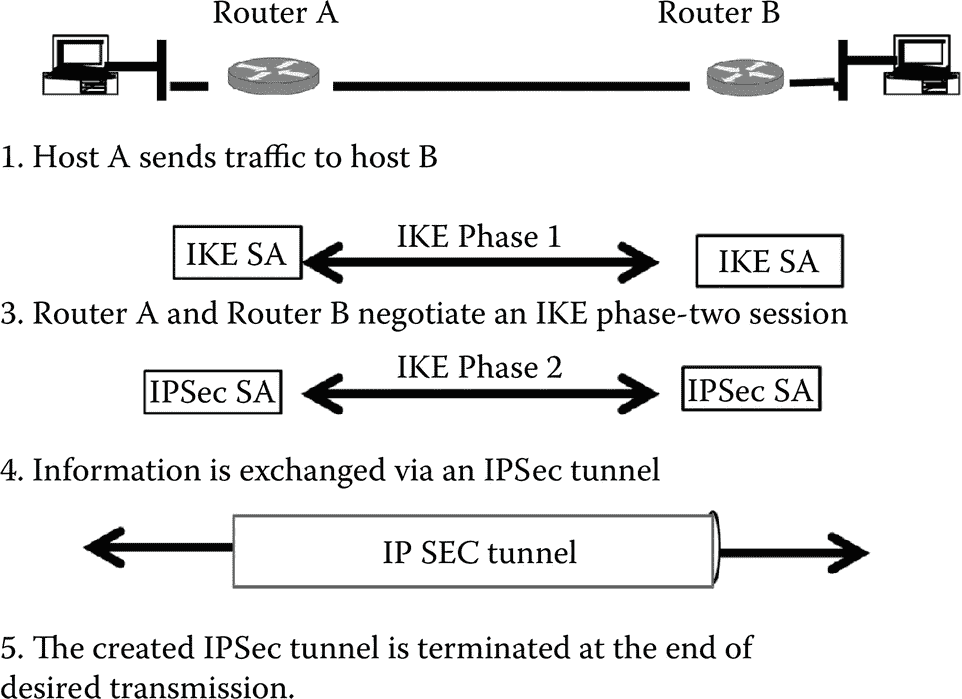 Router A
Router B
1. Host A sends traffic to host B
IKE SA
IKE Phase 1
IKE SA
3. Router A and Router B negotiate an IKE phase-two session
IPSec SA
IKE Phase 2
IPSec SA
4. Information is exchanged via an IPSec tunnel
IP SEC tunnel
5. The created IPSec tunnel is terminated at the end of
desired transmission.